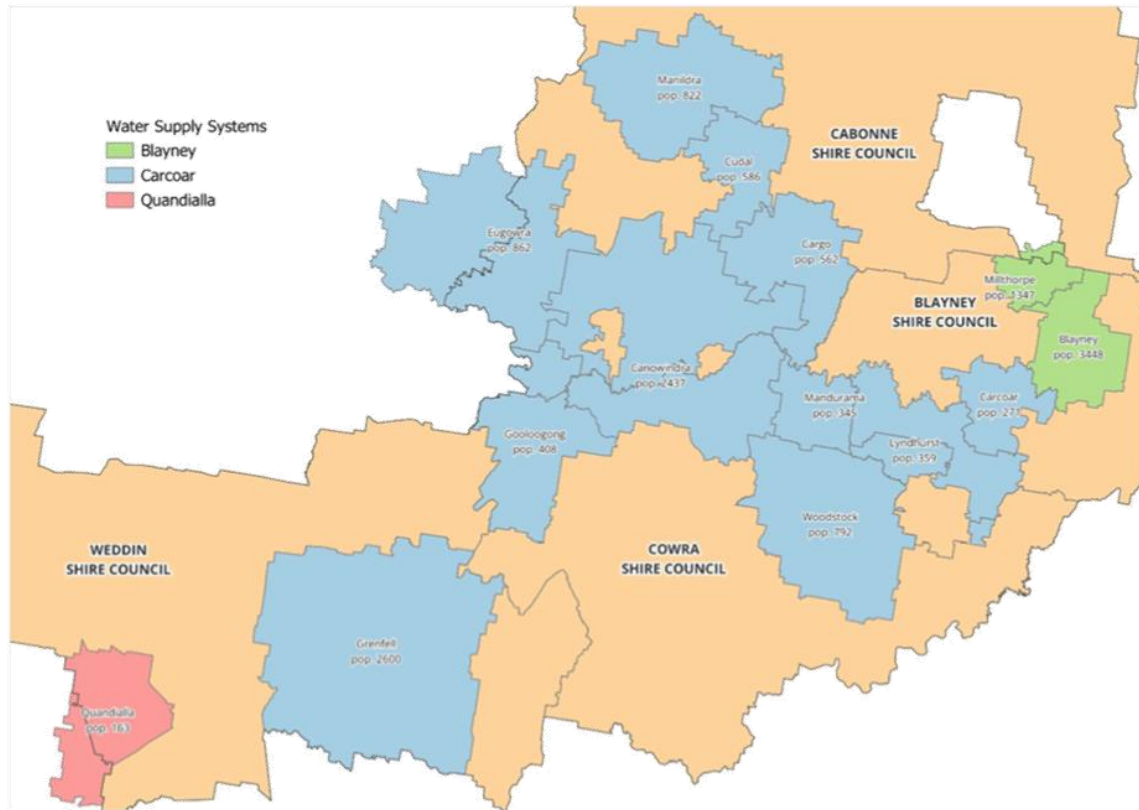 Manildra
pop. 822
Water Supply Systems
Blayney
Carcoar
Quandialla
CABONNE
SHIRE COUNCIL
Cudal
pop. 586
Eugowra
pop. 862
Cargo
pop. 562
Millthorpe
pop. 1347
BLAYNEY
SHIRE COUNCIL
Blayney
pop. 3448
Canowindra
pop. 2437
Mandurama
pop. 345
Carcoar
pop. 271
Gooloogong
pop. 408
Lyndhurst
pop. 359
Woodstock
pop. 792
WEDDIN
SHIRE COUNCIL
COWRA
SHIRE COUNCIL
Grenfell
pop. 2600
Quandialla
pop. 163